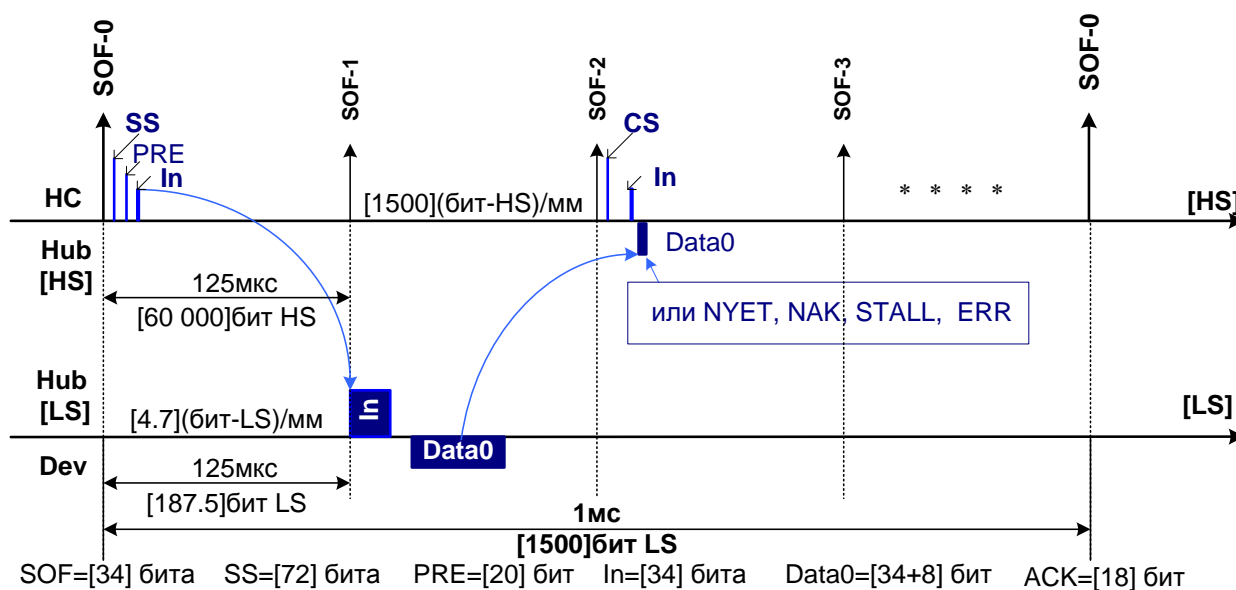 SOF-0
SOF-1
SOF-2
SOF-3
SOF-0
SS
PRE
In
CS
In
HC
[1500](бит-HS)/мм
* * * *
[HS]
Hub
[HS]
Data0
125мкс
[60 000]бит HS
или NYET, NAK, STALL, ERR
Hub
[LS]
[4.7](бит-LS)/мм
In
[LS]
Data0
Dev
125мкс
[187.5]бит LS
1мс
[1500]бит LS
SOF=[34] бита SS=[72] бита PRE=[20] бит In=[34] бита Data0=[34+8] бит ACK=[18] бит